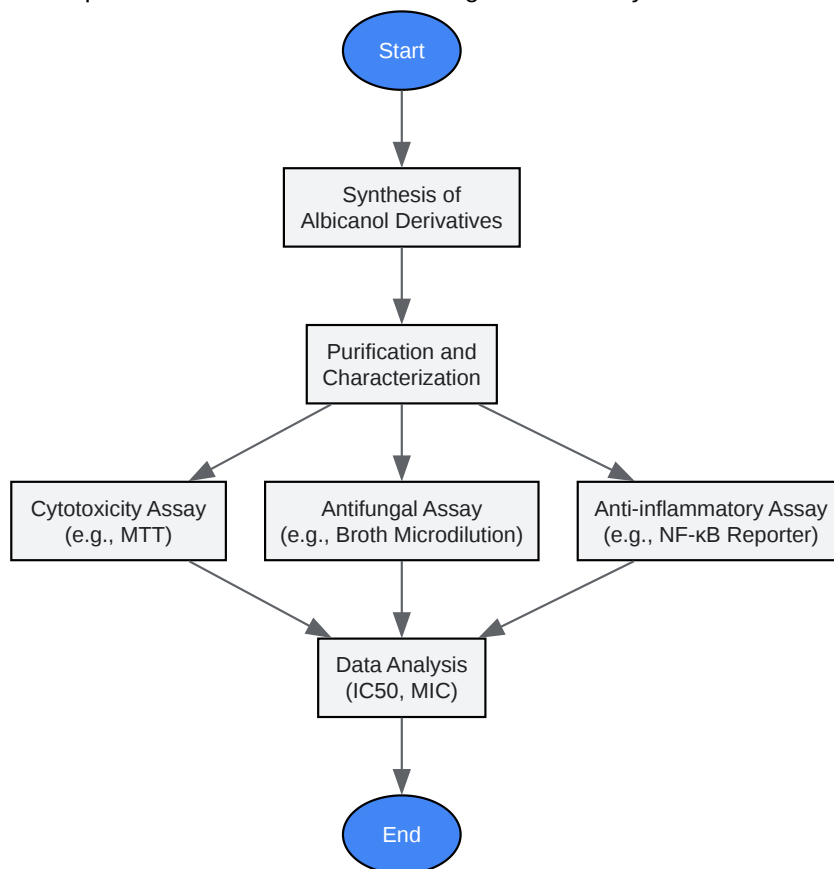 Start
Synthesis of
Albicanol Derivatives
Purification and
Characterization
Cytotoxicity Assay
(e.g., MTT)
Antifungal Assay
(e.g., Broth Microdilution)
Anti-inflammatory Assay
(e.g., NF-κB Reporter)
Data Analysis
(IC50, MIC)
End